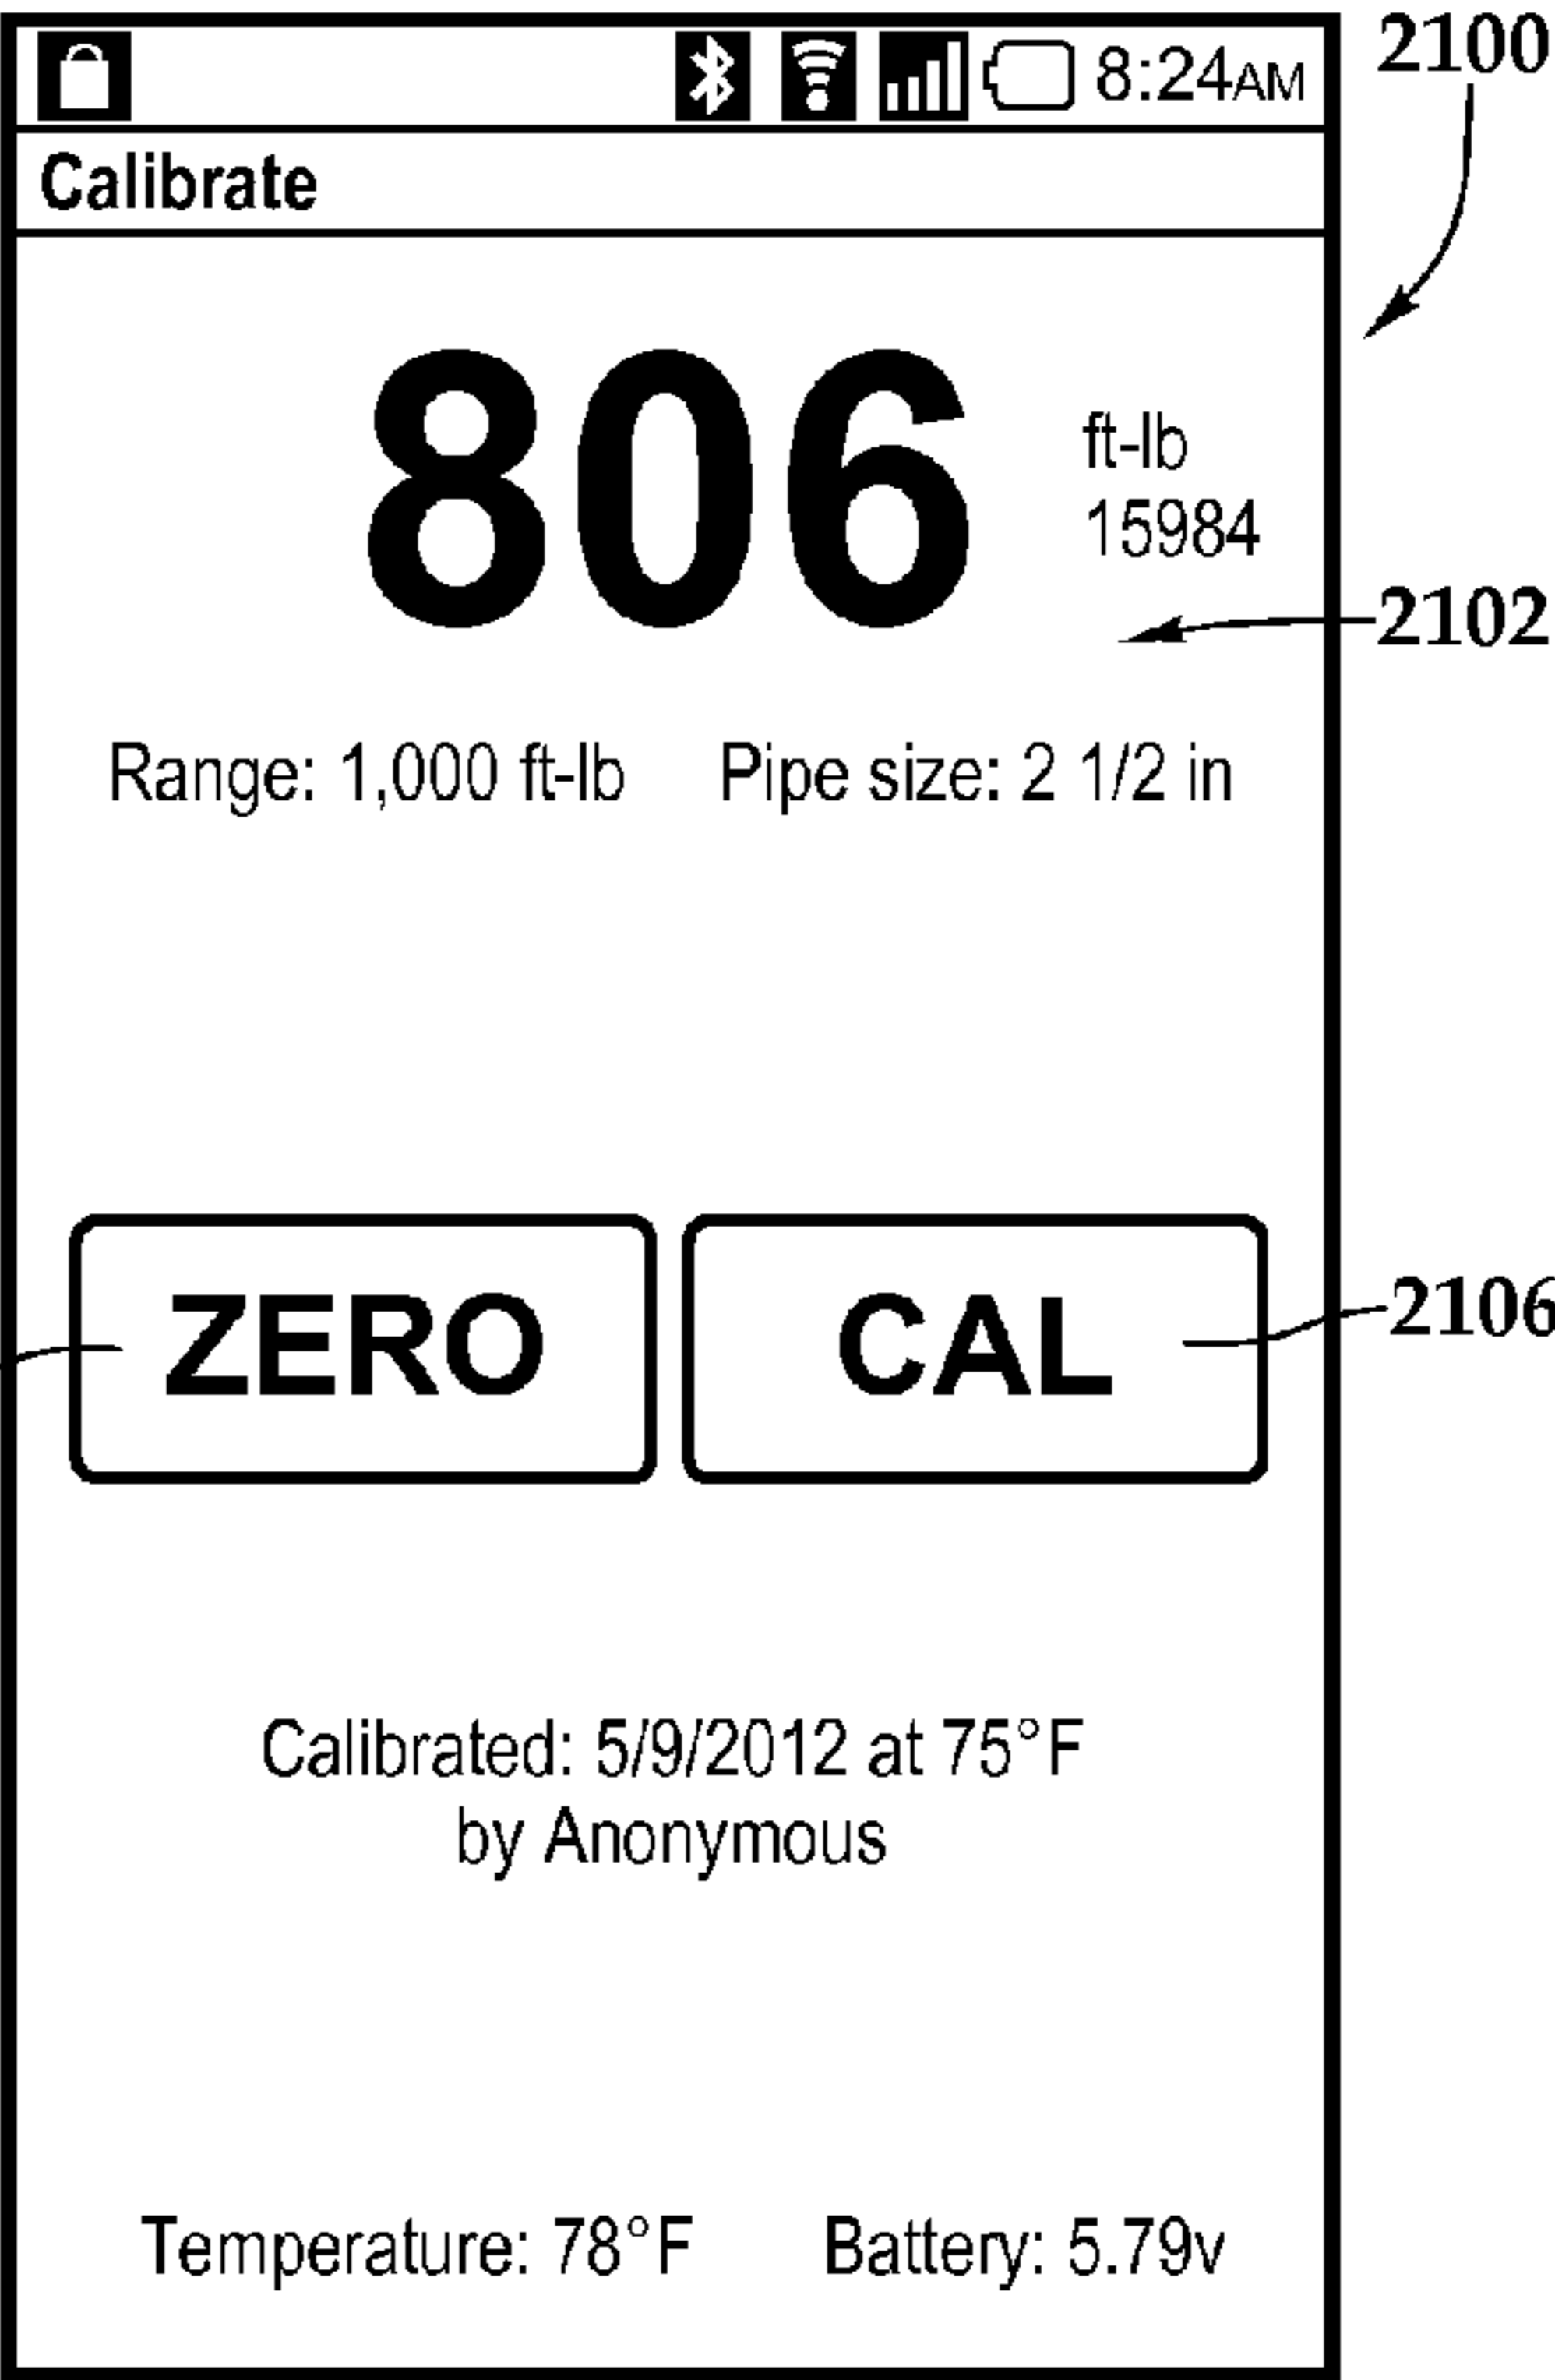 8:24AM
2100
Calibrate
806
ft-lb
15984
2102
Range: 1,000 ft-lb Pipe size: 2 1/2 in
ZERO CAL
2106
Calibrated: 5/9/2012 at 75°F
by Anonymous
Temperature: 78°F Battery: 5.79v